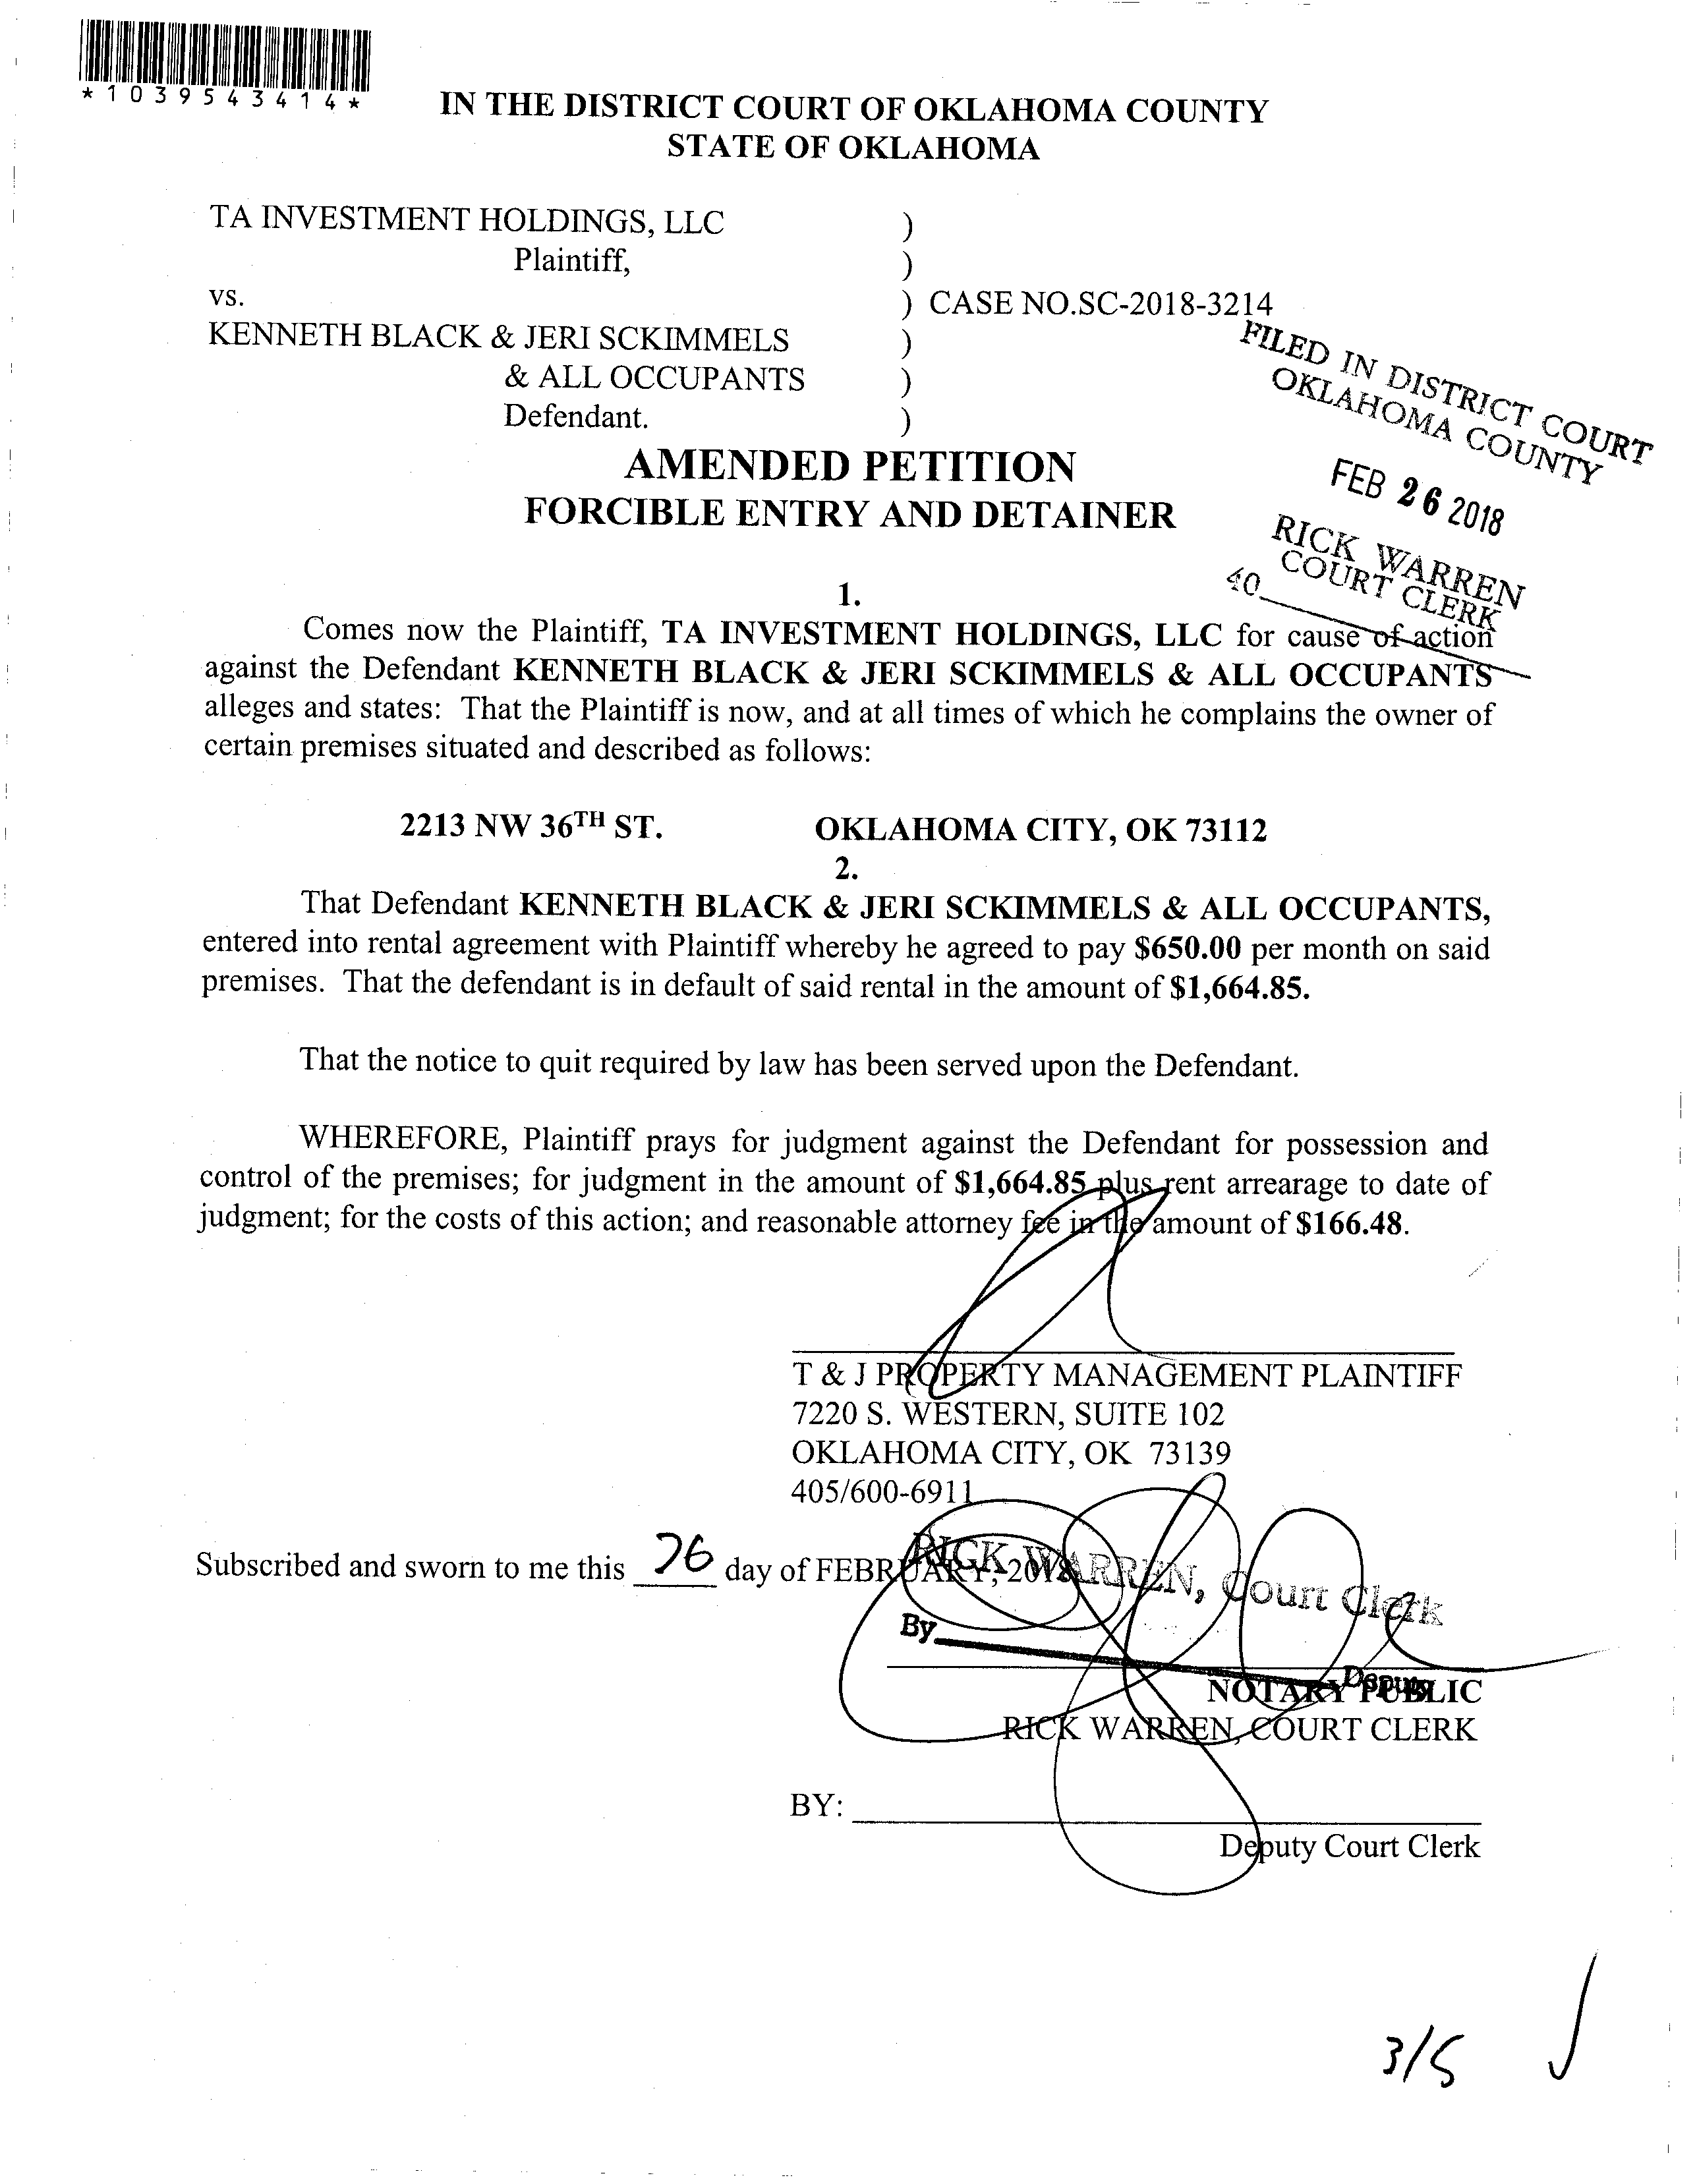 *1039543414*
IN THE DISTRICT COURT OF OKLAHOMA COUNTY
STATE OF OKLAHOMA
TA INVESTMENT HOLDINGS, LLC )
Plaintiff, )
vs. ) CASE NO.SC-2018-3214
KENNETH BLACK & JERI SCKIMMELS )
& ALL OCCUPANTS )
Defendant. )
FILED IN DISTRICT COURT
OKLAHOMA COUNTY
FEB 26 2018
RICK WARREN
COURT CLERK
40
AMENDED PETITION
FORCIBLE ENTRY AND DETAINER
1.
Comes now the Plaintiff, TA INVESTMENT HOLDINGS, LLC for cause of action
against the Defendant KENNETH BLACK & JERI SCKIMMELS & ALL OCCUPANTS
alleges and states: That the Plaintiff is now, and at all times of which he complains the owner of
certain premises situated and described as follows:
2213 NW 36TH ST. OKLAHOMA CITY, OK 73112
2.
That Defendant KENNETH BLACK & JERI SCKIMMELS & ALL OCCUPANTS,
entered into rental agreement with Plaintiff whereby he agreed to pay $650.00 per month on said
premises. That the defendant is in default of said rental in the amount of $1,664.85.
That the notice to quit required by law has been served upon the Defendant.
WHEREFORE, Plaintiff prays for judgment against the Defendant for possession and
control of the premises; for judgment in the amount of $1,664.85 plus rent arrearage to date of
judgment; for the costs of this action; and reasonable attorney fee in the amount of $166.48.
T & J PROPERTY MANAGEMENT PLAINTIFF
7220 S. WESTERN, SUITE 102
OKLAHOMA CITY, OK 73139
405/600-6911
Subscribed and sworn to me this 26 day of FEBRUARY, 2018
RICK WARREN, Court Clerk
By
Deputy
NOTARY PUBLIC
RICK WARREN, COURT CLERK
BY:
Deputy Court Clerk
3/5